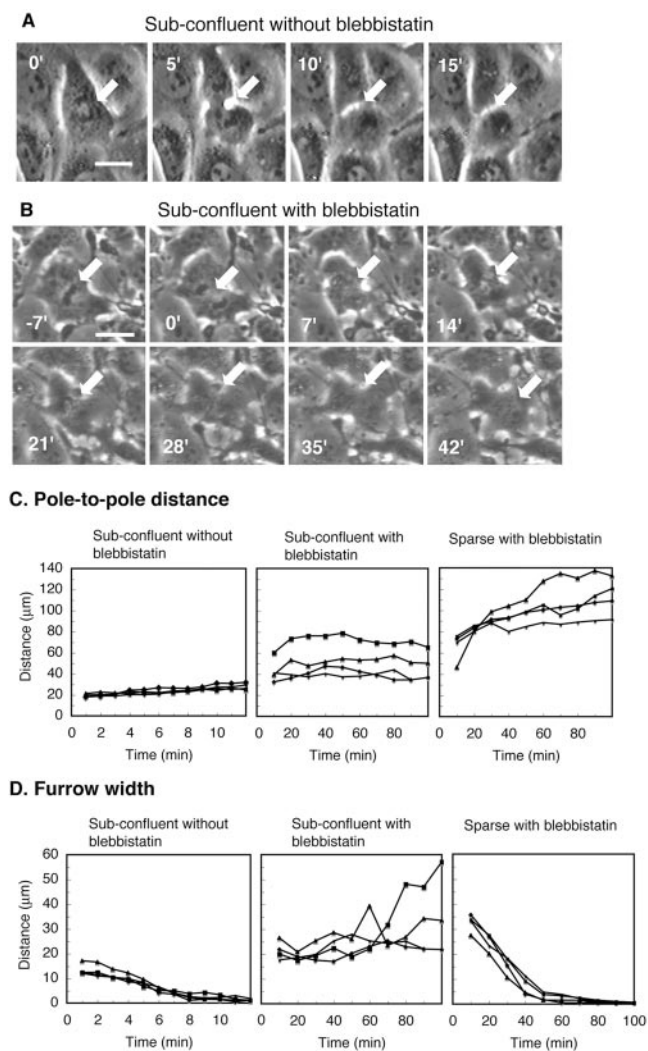 A
Sub-confluent without blebbistatin
0' 5' 10' 15'
B
Sub-confluent with blebbistatin
-7' 0' 7' 14'
21' 28' 35' 42'
C. Pole-to-pole distance
Sub-confluent without
blebbistatin
Sub-confluent with
blebbistatin
Sparse with blebbistatin
Distance (µm)
140
120
100
80
60
40
20
0
0 2 4 6 8 10
0 20 40 60 80
0 20 40 60 80
Time (min) Time (min) Time (min)
D. Furrow width
Sub-confluent without
blebbistatin
Sub-confluent with
blebbistatin
Sparse with blebbistatin
Distance (µm)
60
50
40
30
20
10
0
0 2 4 6 8 10
0 20 40 60 80
0 20 40 60 80 100
Time (min) Time (min) Time (min)